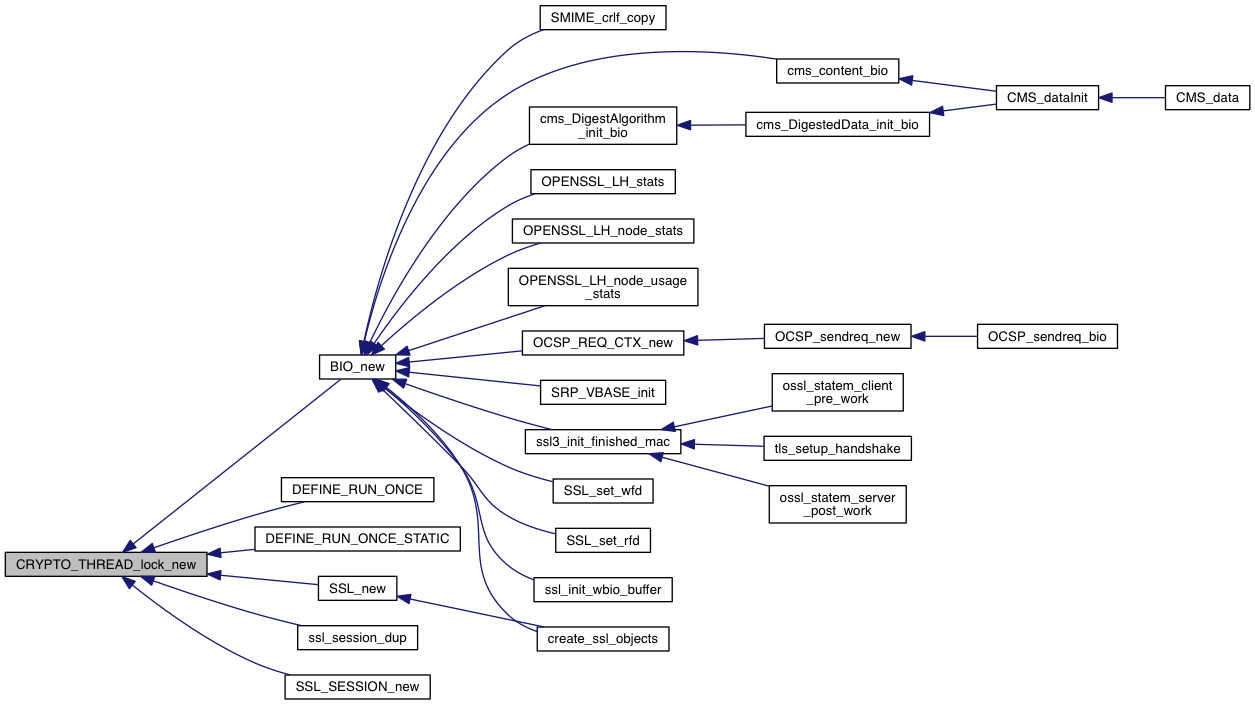 SMIME_crlf_copy
cms_content_bio
CMS_dataInit
CMS_data
cms_DigestAlgorithm
_init_bio
cms_DigestedData_init_bio
OPENSSL_LH_stats
OPENSSL_LH_node_stats
OPENSSL_LH_node_usage
_stats
OCSP_REQ_CTX_new
OCSP_sendreq_new
OCSP_sendreq_bio
BIO_new
SRP_VBASE_init
ossl_statem_client
_pre_work
ssl3_init_finished_mac
tls_setup_handshake
SSL_set_wfd
ossl_statem_server
_post_work
DEFINE_RUN_ONCE
DEFINE_RUN_ONCE_STATIC
SSL_set_rfd
CRYPTO_THREAD_lock_new
SSL_new
ssl_init_wbio_buffer
ssl_session_dup
create_ssl_objects
SSL_SESSION_new